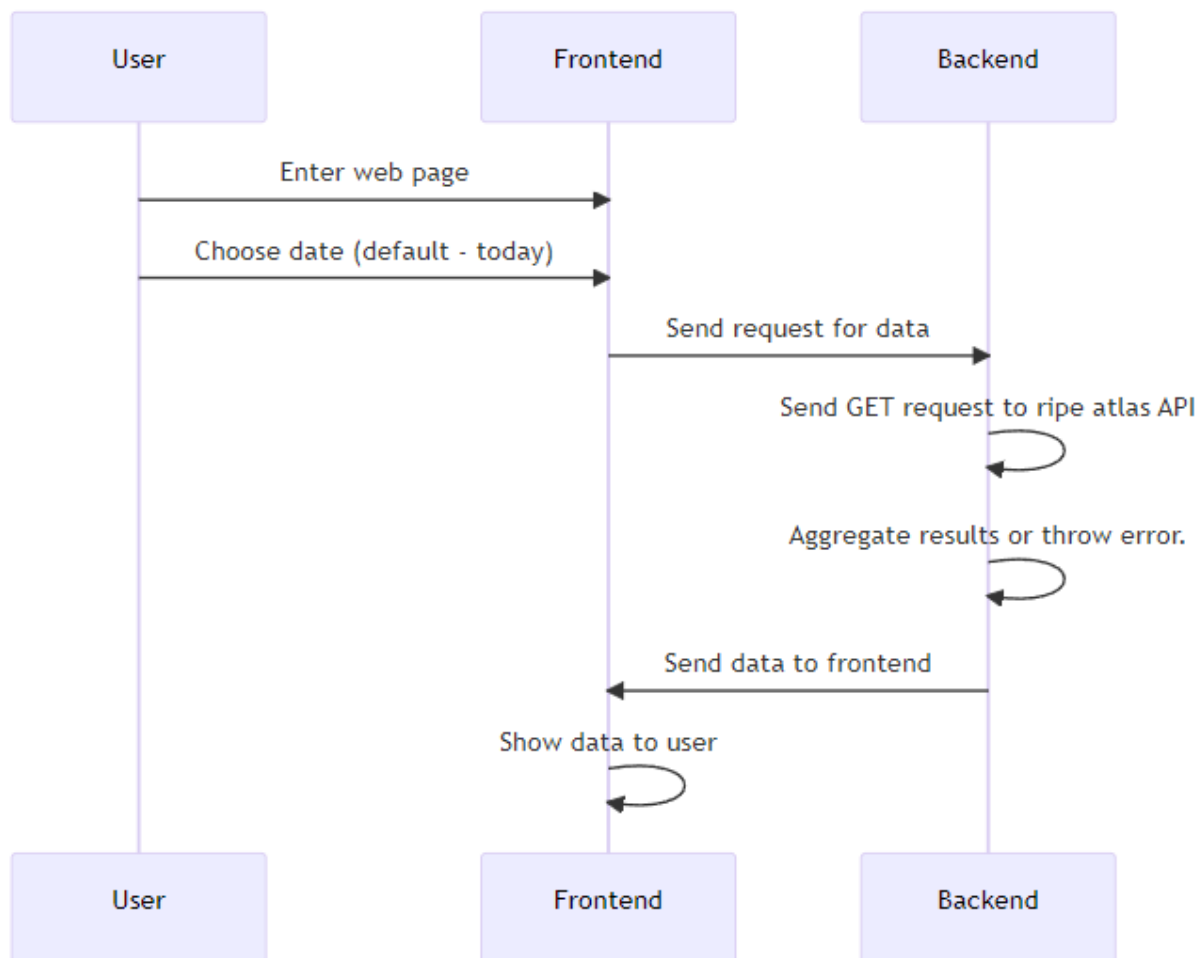 User Frontend Backend
Enter web page
Choose date (default - today)
Send request for data
Send GET request to ripe atlas API
Aggregate results or throw error.
Send data to frontend
Show data to user
User Frontend Backend